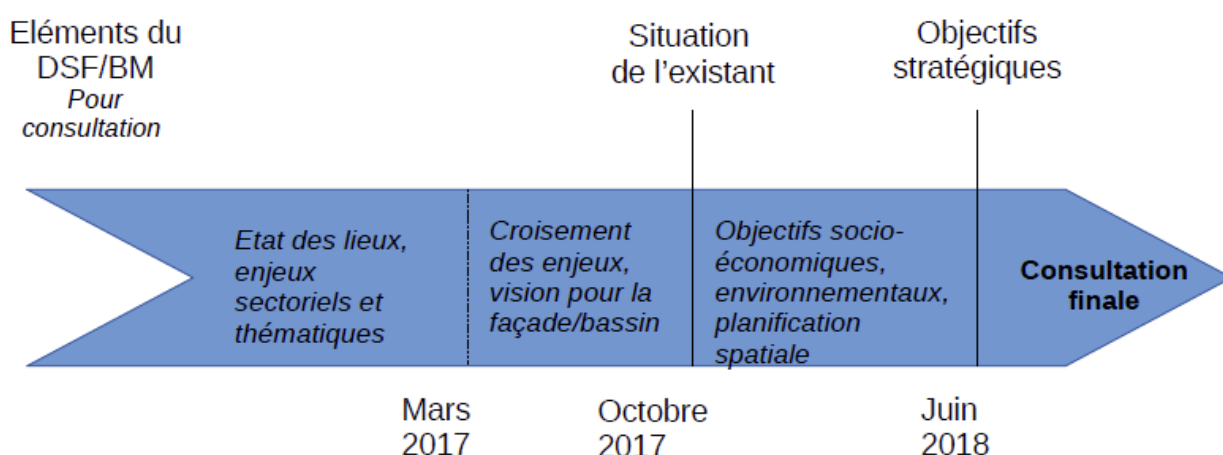 Eléments du
DSF/BM
Pour
consultation
Situation
de l’existant
Objectifs
stratégiques
Etat des lieux,
enjeux
sectoriels et
thématiques
Croisement
des enjeux,
vision pour la
façade/bassin
Objectifs socio-
économiques,
environnementaux,
planification
spatiale
Consultation
finale
Mars
2017
Octobre
2017
Juin
2018